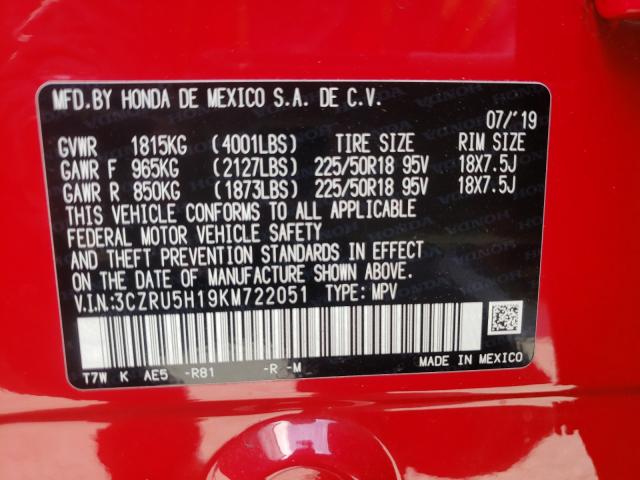 MFD.BY HONDA DE MEXICO S.A. DE C.V.
07/'19
GVWR 1815KG (4001LBS) TIRE SIZE RIM SIZE
GAWR F 965KG (2127LBS) 225/50R18 95V 18X7.5J
GAWR R 850KG (1873LBS) 225/50R18 95V 18X7.5J
THIS VEHICLE CONFORMS TO ALL APPLICABLE
FEDERAL MOTOR VEHICLE SAFETY
AND THEFT PREVENTION STANDARDS IN EFFECT
ON THE DATE OF MANUFACTURE SHOWN ABOVE.
V.I.N:3CZRU5H19KM722051 TYPE: MPV
MADE IN MEXICO
T7W K AE5 -R81 -R -M